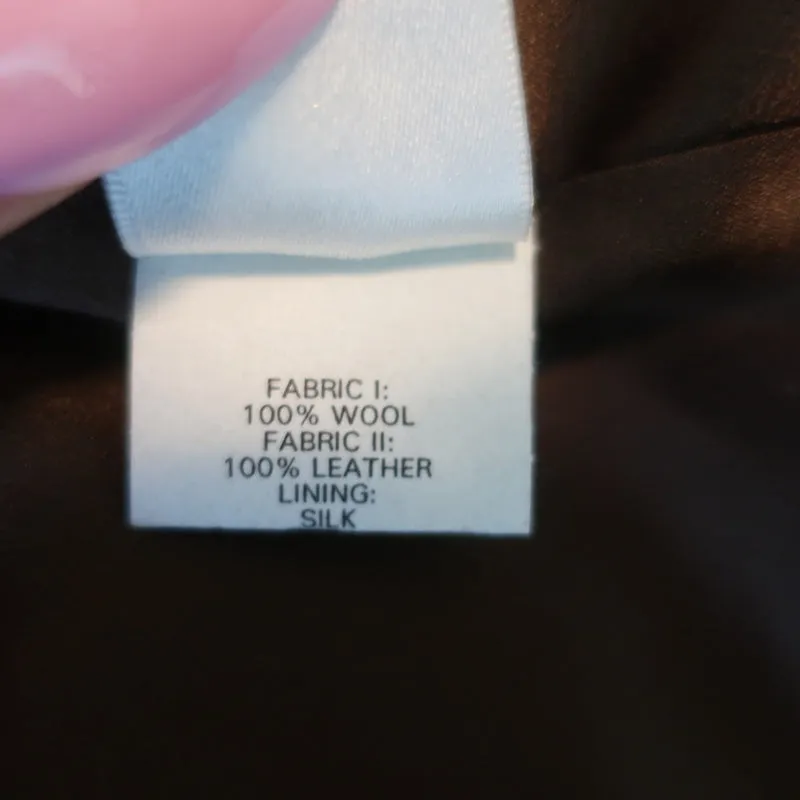 FABRIC I:
100% WOOL
FABRIC II:
100% LEATHER
LINING:
SILK